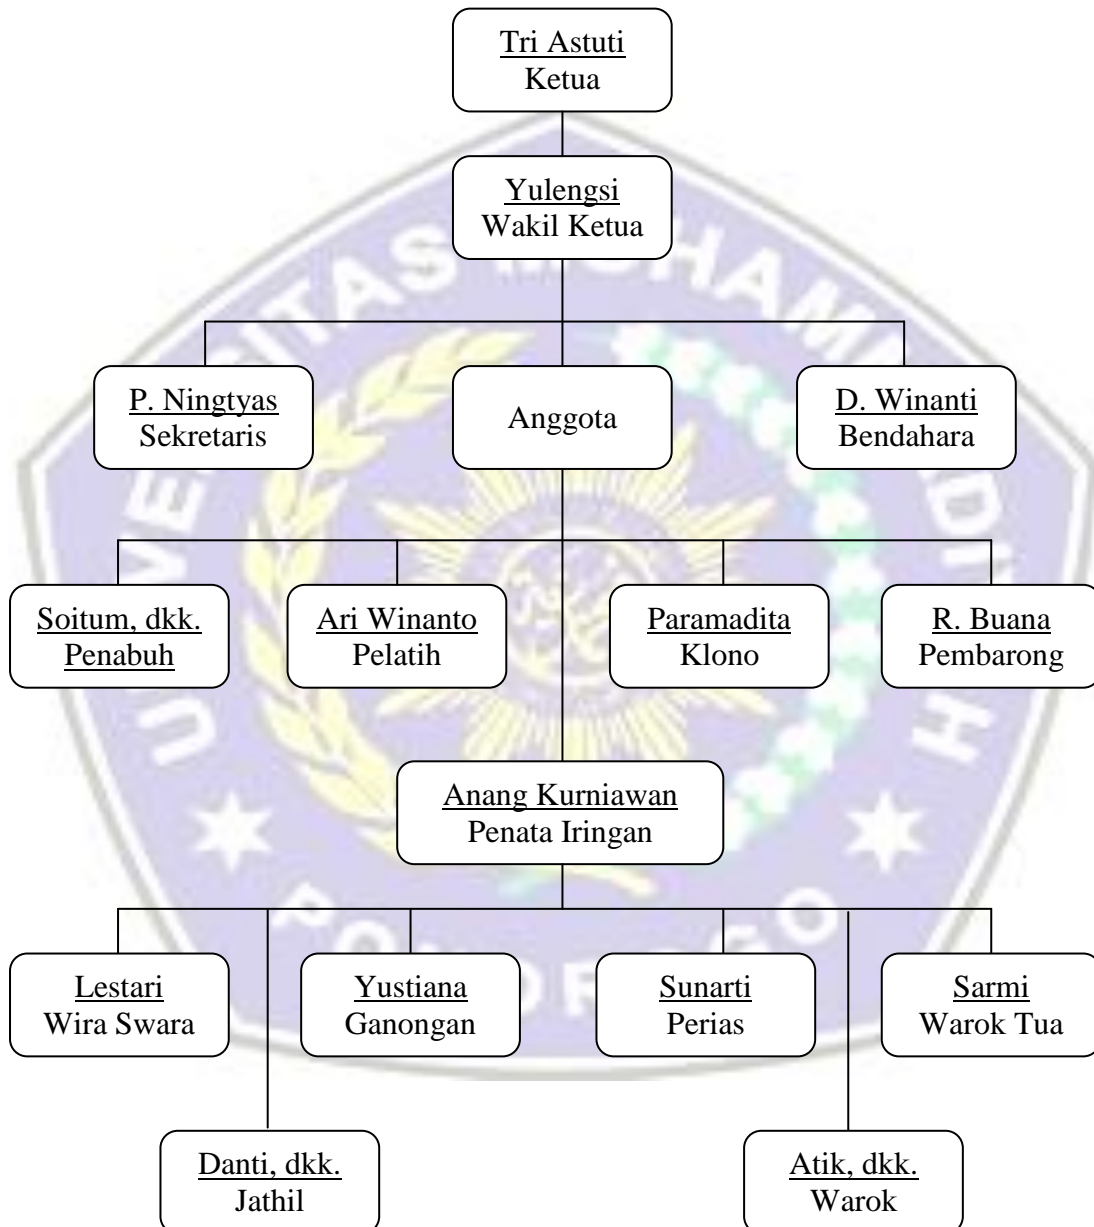 Tri Astuti
Ketua
Yulengsi
Wakil Ketua
P. Ningtyas
Sekretaris
Anggota
D. Winanti
Bendahara
Soitum, dkk.
Penabuh
Ari Winanto
Pelatih
Paramadita
Klono
R. Buana
Pembarong
Anang Kurniawan
Penata Iringan
Lestari
Wira Swara
Yustiana
Ganongan
Sunarti
Perias
Sarmi
Warok Tua
Danti, dkk.
Jathil
Atik, dkk.
Warok